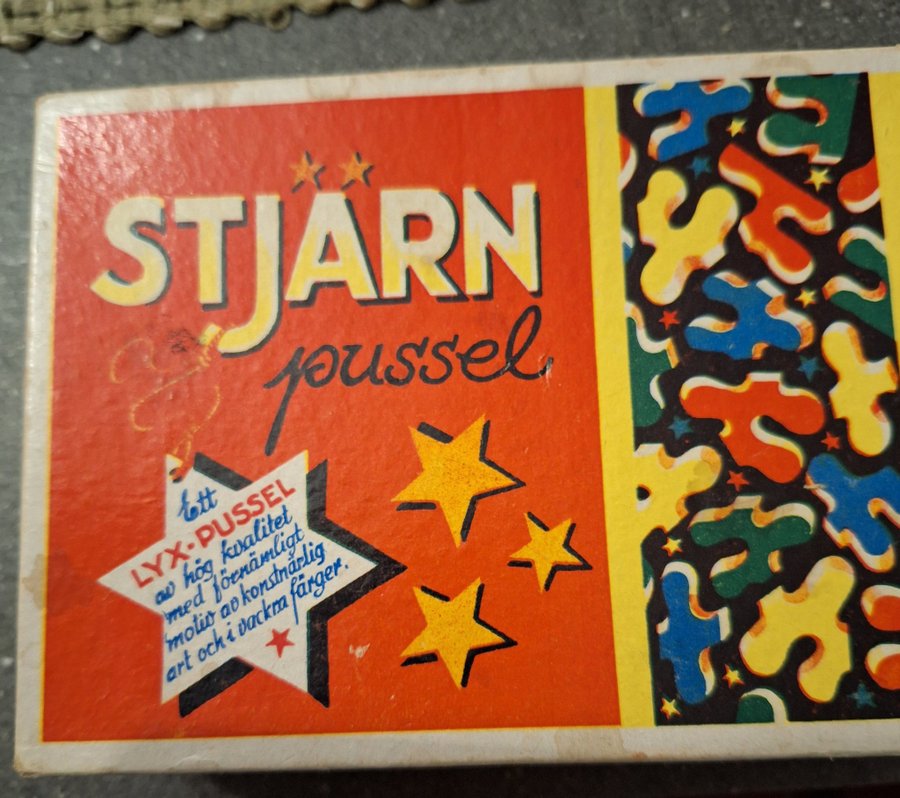 STJÄRN
pussel
Ett
LYX-PUSSEL
av hög kvalitet
med förnämligt
motiv av konstnärlig
art och i vackra färger.